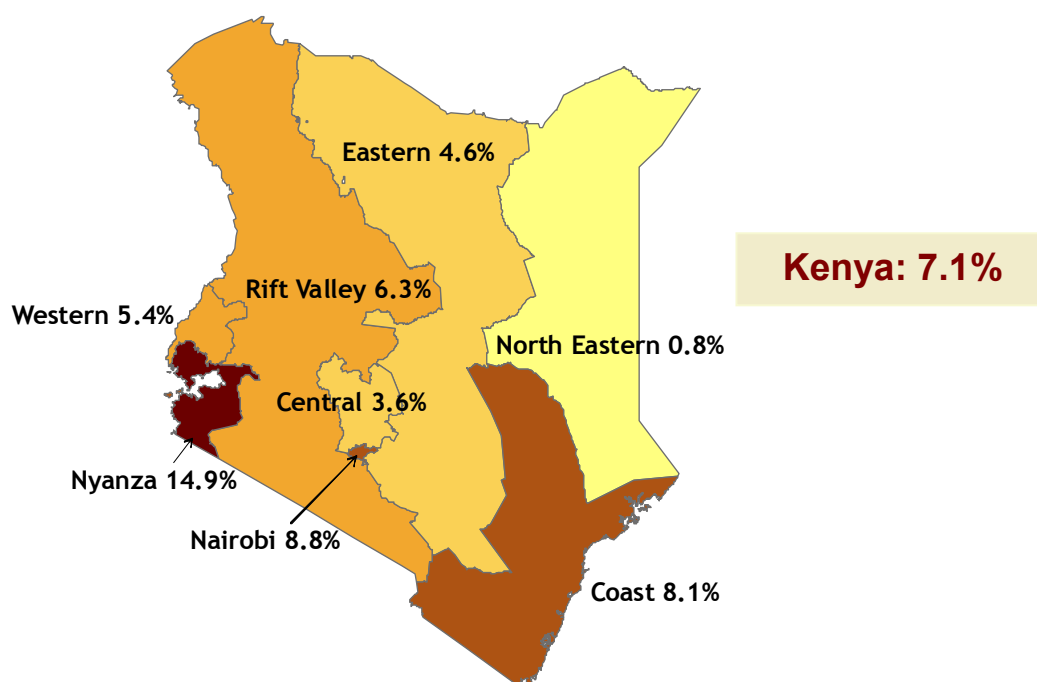 Eastern 4.6%
Kenya: 7.1%
Rift Valley 6.3%
Western 5.4%
North Eastern 0.8%
Central 3.6%
Nyanza 14.9%
Nairobi 8.8%
Coast 8.1%